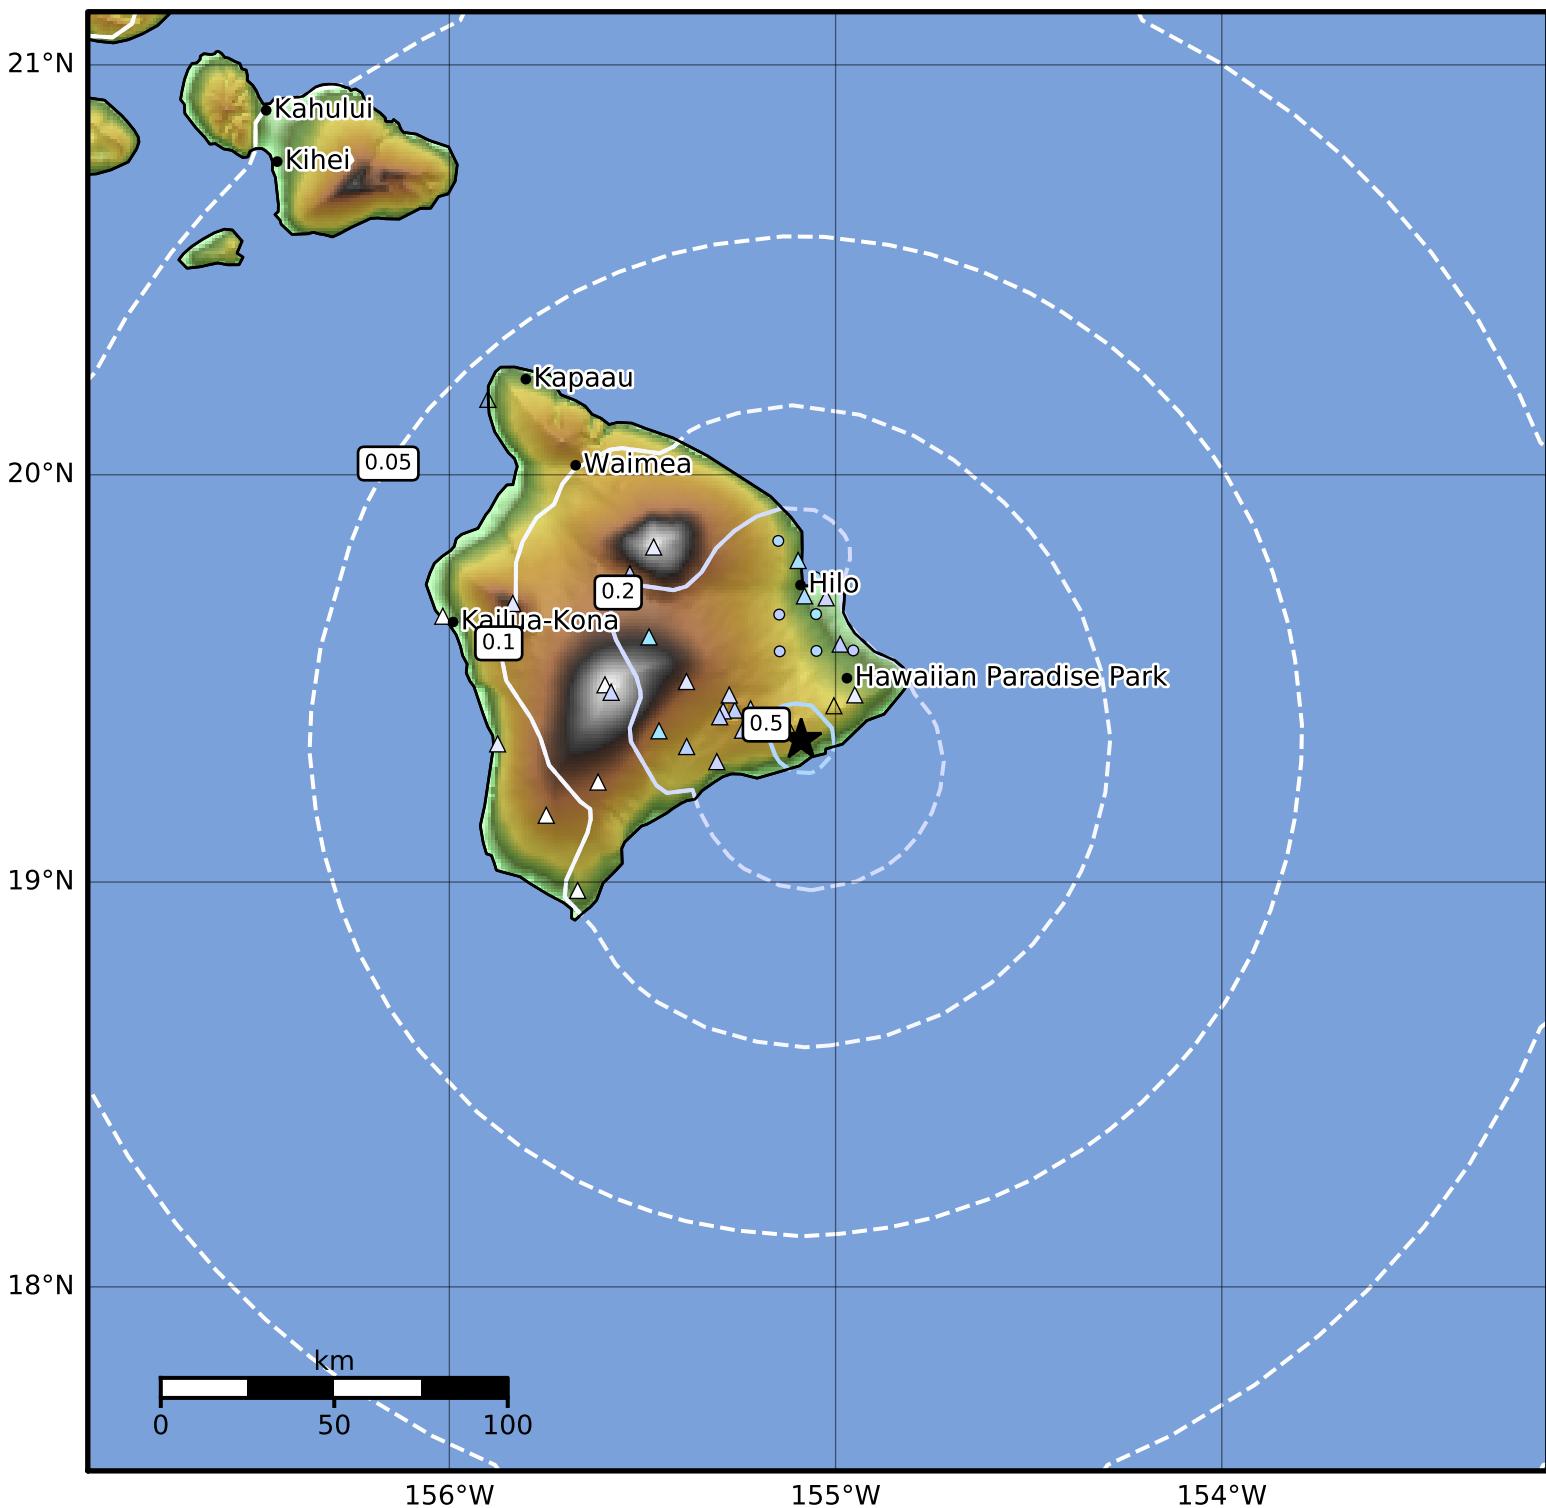 21°N
Kahului
Kihei
Kapaau
0.05
Waimea
20°N
Hilo
0.2
Kailua-Kona
0.1
Hawaiian Paradise Park
0.5
19°N
18°N
km
0 50 100
156°W 155°W 154°W